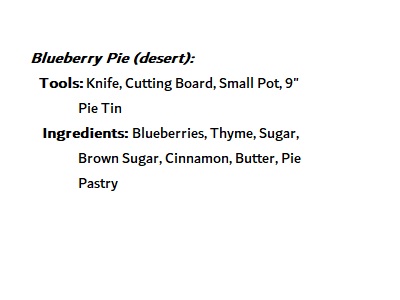 Blueberry Pie (desert):
Tools: Knife, Cutting Board, Small Pot, 9"
Pie Tin
Ingredients: Blueberries, Thyme, Sugar,
Brown Sugar, Cinnamon, Butter, Pie
Pastry